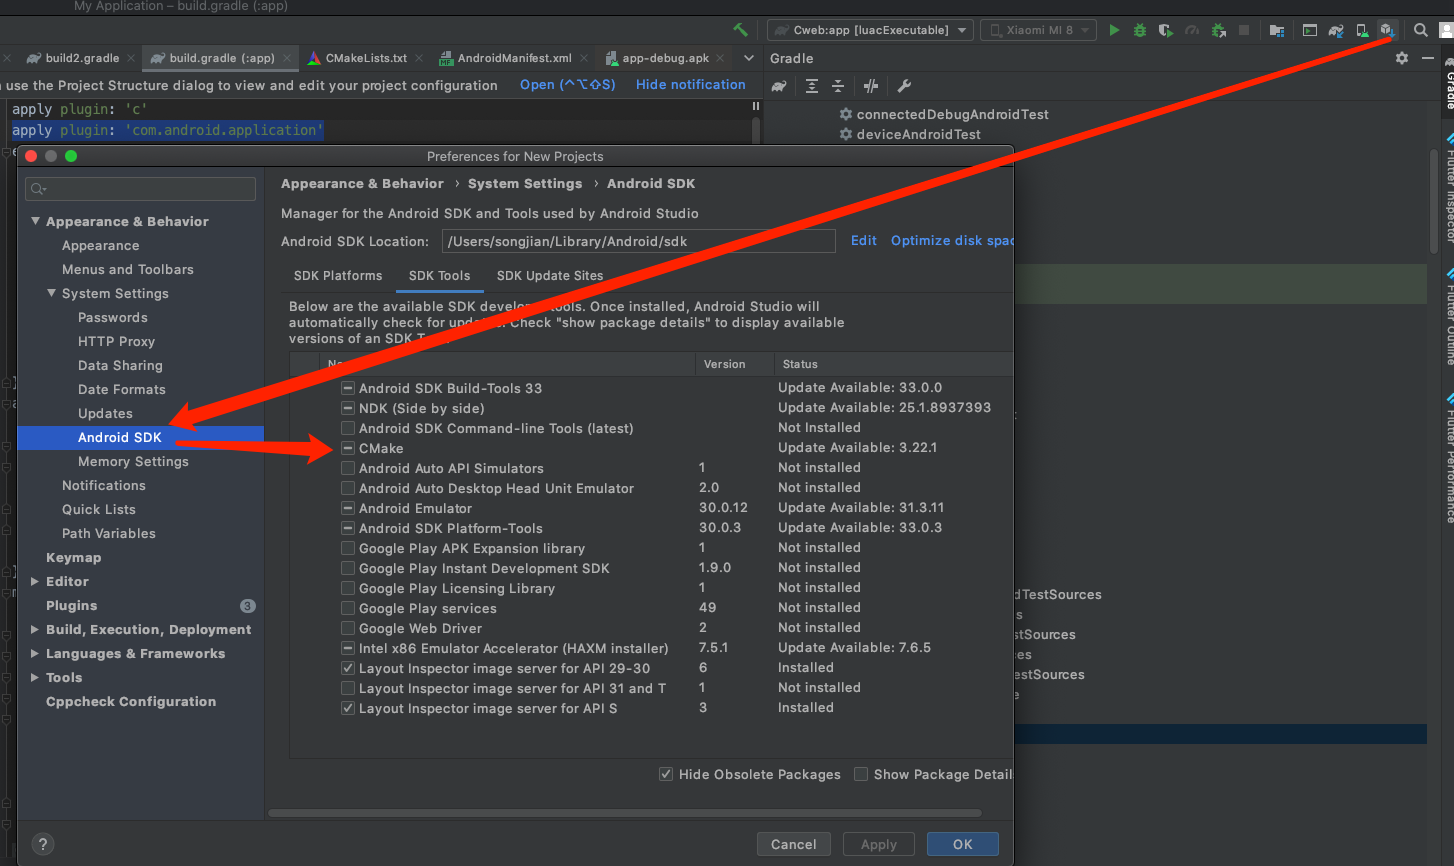 My Application – build.gradle (:app)
Cweb:app [luacExecutable]
Xiaomi MI 8
build2.gradle
build.gradle (:app)
CMakeLists.txt
AndroidManifest.xml
app-debug.apk
Gradle
use the Project Structure dialog to view and edit your project configuration
Open (^⌥⇧S)
Hide notification
apply plugin: 'c'
apply plugin: 'com.android.application'
connectedDebugAndroidTest
deviceAndroidTest
Preferences for New Projects
Appearance & Behavior
Appearance
Menus and Toolbars
System Settings
Passwords
HTTP Proxy
Data Sharing
Date Formats
Updates
Android SDK
Memory Settings
Notifications
Quick Lists
Path Variables
Keymap
Editor
Plugins 3
Build, Execution, Deployment
Languages & Frameworks
Tools
Cppcheck Configuration
Appearance & Behavior › System Settings › Android SDK
Manager for the Android SDK and Tools used by Android Studio
Android SDK Location: /Users/songjian/Library/Android/sdk Edit Optimize disk spac
SDK Platforms SDK Tools SDK Update Sites
Below are the available SDK develop tools. Once installed, Android Studio will
automatically check for Check "show package details" to display available
versions of an SDK
Version Status
Android SDK Build-Tools 33 Update Available: 33.0.0
NDK (Side by side) Update Available: 25.1.8937393
Android SDK Command-line Tools (latest) Not Installed
CMake Update Available: 3.22.1
Android Auto API Simulators 1 Not installed
Android Auto Desktop Head Unit Emulator 2.0 Not installed
Android Emulator 30.0.12 Update Available: 31.3.11
Android SDK Platform-Tools 30.0.3 Update Available: 33.0.3
Google Play APK Expansion library 1 Not installed
Google Play Instant Development SDK 1.9.0 Not installed
Google Play Licensing Library 1 Not installed
Google Play services 49 Not installed
Google Web Driver 2 Not installed
Intel x86 Emulator Accelerator (HAXM installer) 7.5.1 Update Available: 7.6.5
Layout Inspector image server for API 29-30 6 Installed
Layout Inspector image server for API 31 and T 1 Not installed
Layout Inspector image server for API S 3 Installed
Hide Obsolete Packages Show Package Detail
? Cancel Apply OK
dTestSources
s
tSources
es
estSources
e
Gradle
Flutter Inspector
Flutter Outline
Flutter Performance